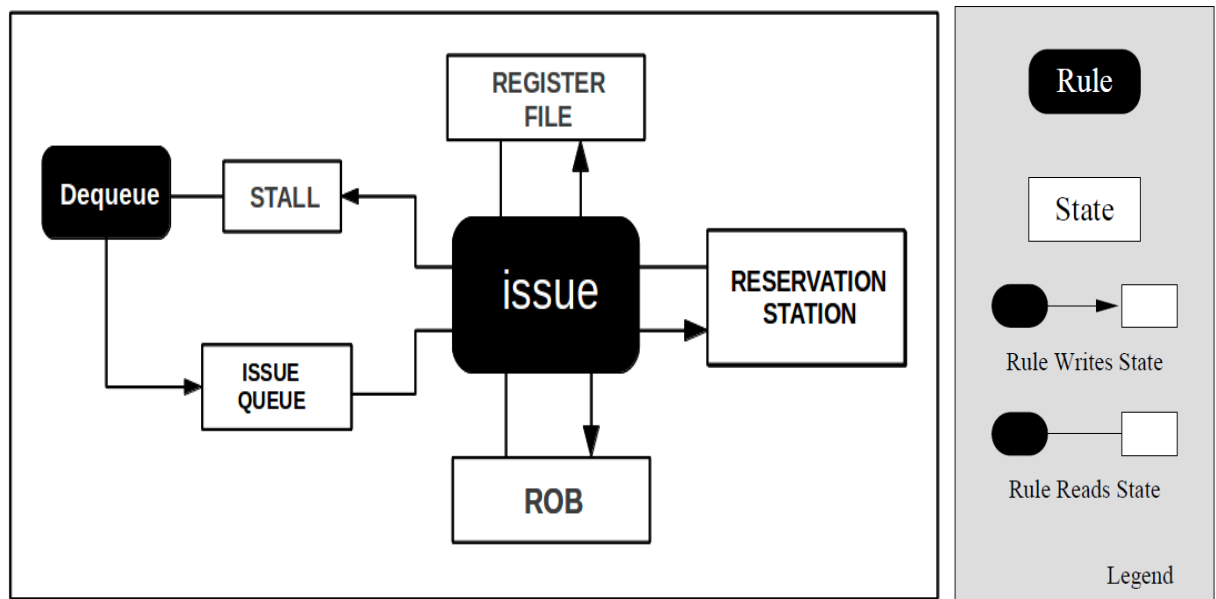 REGISTER
FILE
Dequeue
STALL
issue
RESERVATION
STATION
ISSUE
QUEUE
ROB
Rule
State
Rule Writes State
Rule Reads State
Legend